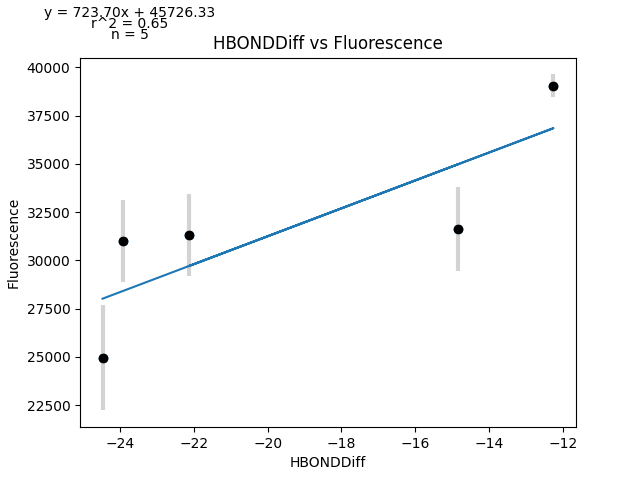 y = 723.70x + 45726.33
r^2 = 0.65
n = 5
HBONDDiff vs Fluorescence
40000
37500
35000
32500
30000
27500
25000
22500
Fluorescence
−24
−22
−20
−18
−16
−14
−12
HBONDDiff